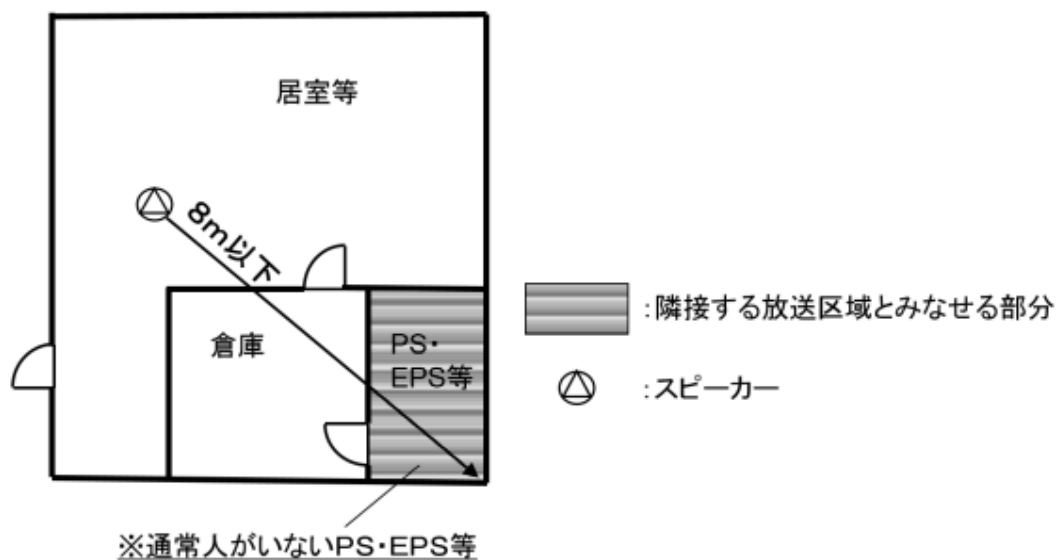 居室等
8m以下
倉庫
PS・
EPS等
:隣接する放送区域とみなせる部分
:スピーカー
※通常人がいないPS・EPS等